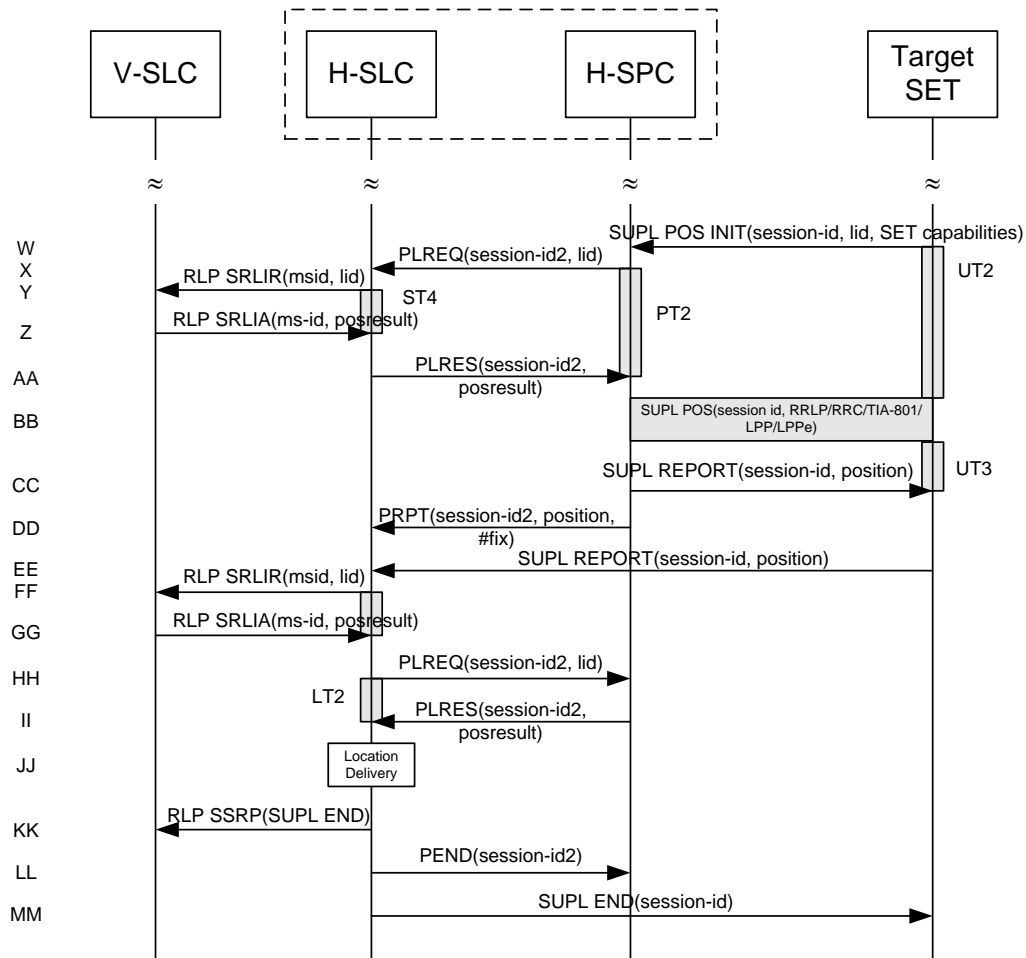 V-SLC
H-SLC
H-SPC
Target
SET
≈
≈
≈
≈
W
SUPL POS INIT(session-id, lid, SET capabilities)
X
PLREQ(session-id2, lid)
UT2
Y
RLP SRLIR(msid, lid)
ST4
PT2
Z
RLP SRLIA(ms-id, posresult)
AA
PLRES(session-id2,
posresult)
BB
SUPL POS(session id, RRLP/RRC/TIA-801/
LPP/LPPe)
CC
SUPL REPORT(session-id, position)
UT3
DD
PRPT(session-id2, position,
#fix)
EE
SUPL REPORT(session-id, position)
FF
RLP SRLIR(msid, lid)
GG
RLP SRLIA(ms-id, posresult)
HH
PLREQ(session-id2, lid)
LT2
II
PLRES(session-id2,
posresult)
JJ
Location
Delivery
KK
RLP SSRP(SUPL END)
LL
PEND(session-id2)
MM
SUPL END(session-id)